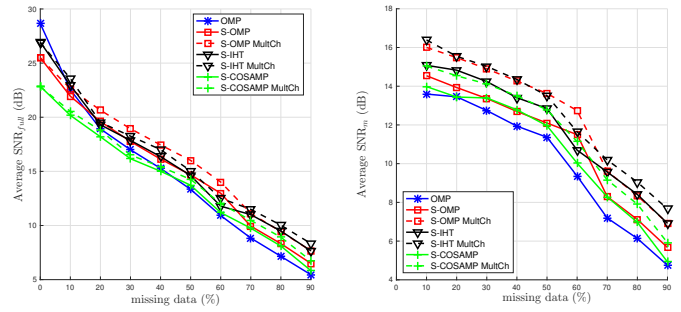 30
25
20
15
10
5
0 10 20 30 40 50 60 70 80 90
missing data (%)
Average SNR_full (dB)
OMP
S-OMP
S-OMP MultCh
S-IHT
S-IHT MultCh
S-COSAMP
S-COSAMP MultCh
18
16
14
12
10
8
6
4
0 10 20 30 40 50 60 70 80 90
missing data (%)
Average SNR_m (dB)
OMP
S-OMP
S-OMP MultCh
S-IHT
S-IHT MultCh
S-COSAMP
S-COSAMP MultCh